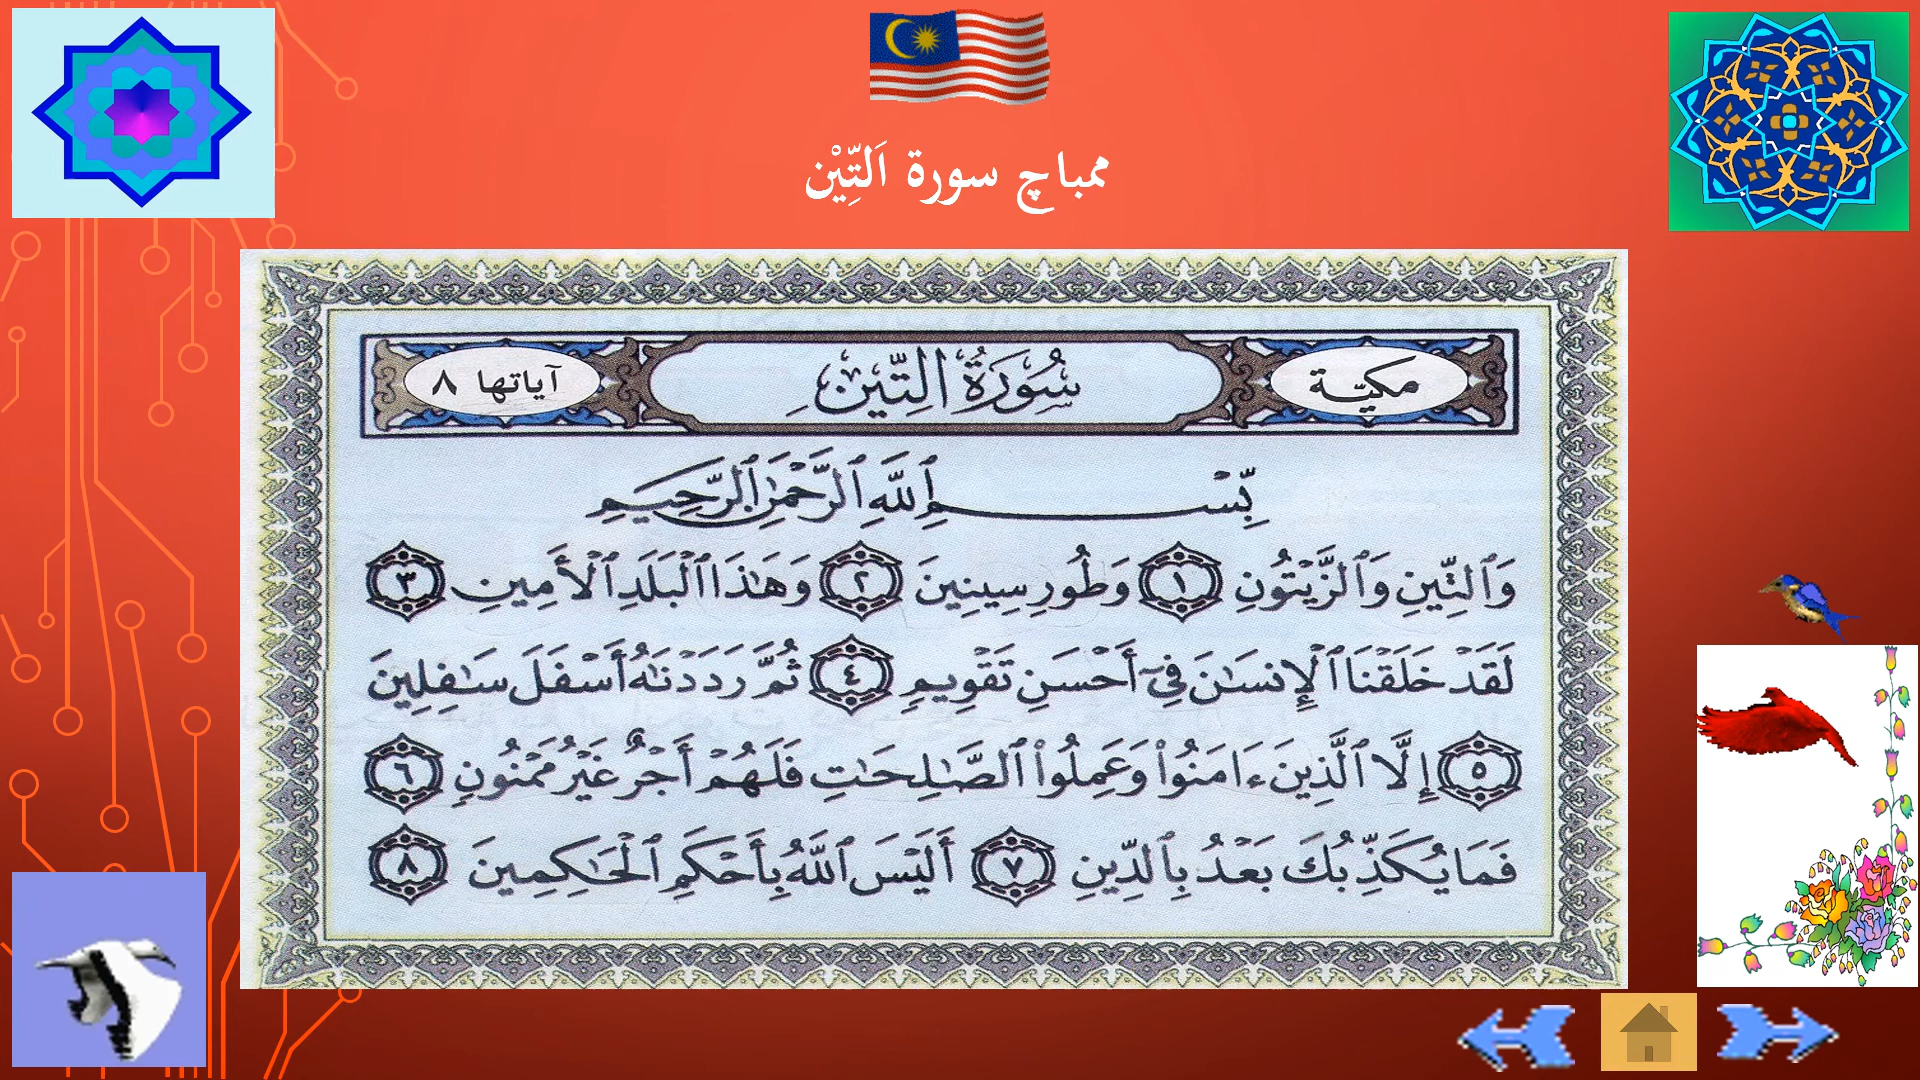 ممباچ سورة اَلتِّيْن
مكيّة سُورَةُ التِّينِ آياتها ٨
بِّسْمِ ٱللَّهِ ٱلرَّحْمَٰنِ ٱلرَّحِيمِ
وَٱلتِّينِ وَٱلزَّيْتُونِ ١ وَطُورِ سِينِينَ ٢ وَهَٰذَا ٱلْبَلَدِ ٱلْأَمِينِ ٣
لَقَدْ خَلَقْنَا ٱلْإِنسَٰنَ فِىٓ أَحْسَنِ تَقْوِيمٍ ٤ ثُمَّ رَدَدْنَٰهُ أَسْفَلَ سَٰفِلِينَ
٥ إِلَّا ٱلَّذِينَ ءَامَنُوا۟ وَعَمِلُوا۟ ٱلصَّٰلِحَٰتِ فَلَهُمْ أَجْرٌ غَيْرُ مَمْنُونٍ ٦
فَمَا يُكَذِّبُكَ بَعْدُ بِٱلدِّينِ ٧ أَلَيْسَ ٱللَّهُ بِأَحْكَمِ ٱلْحَٰكِمِينَ ٨